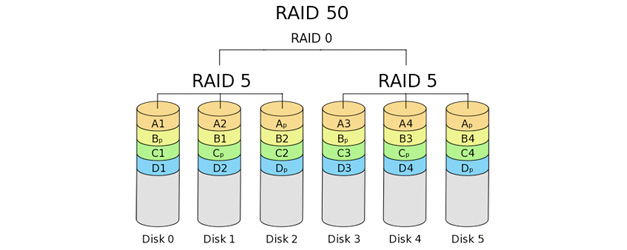 RAID 50
RAID 0
RAID 5 RAID 5
A1 A2 Ap A3 A4 Ap
Bp B1 B2 Bp B3 B4
C1 Cp C2 C3 Cp C4
D1 D2 Dp D3 D4 Dp
Disk 0 Disk 1 Disk 2 Disk 3 Disk 4 Disk 5